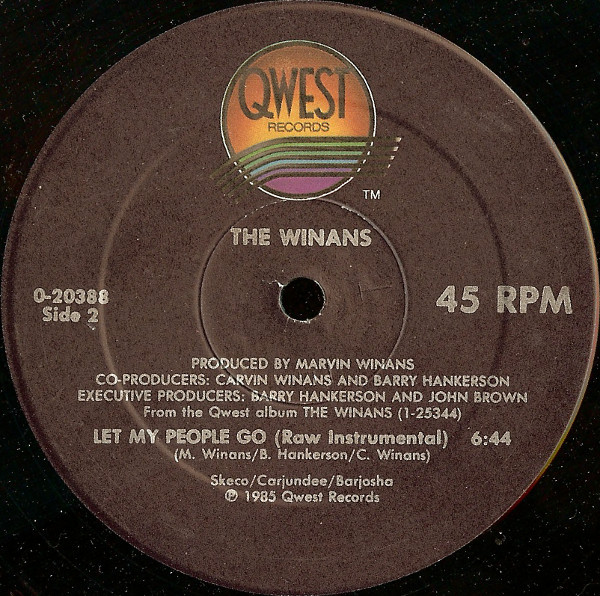 QWEST
RECORDS
TM
THE WINANS
0-20388
Side 2
45 RPM
PRODUCED BY MARVIN WINANS
CO-PRODUCERS: CARVIN WINANS AND BARRY HANKERSON
EXECUTIVE PRODUCERS: BARRY HANKERSON AND JOHN BROWN
From the Qwest album THE WINANS (1-25344)
LET MY PEOPLE GO (Raw Instrumental) 6:44
(M. Winans/B. Hankerson/C. Winans)
Skeco/Carjundee/Barjosha
℗ 1985 Qwest Records